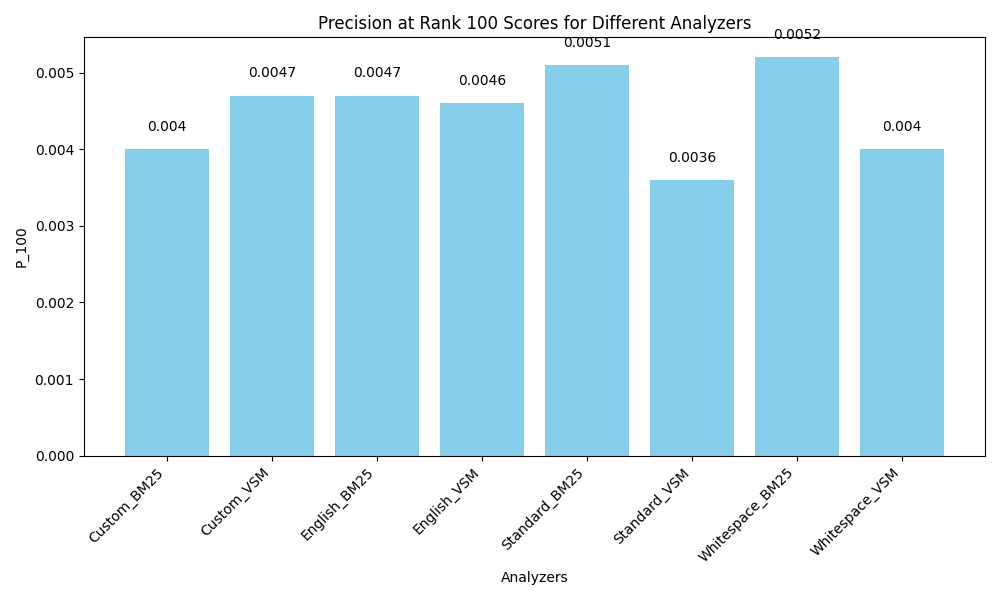 Precision at Rank 100 Scores for Different Analyzers
P_100
0.005
0.004
0.003
0.002
0.001
0.000
0.004
0.0047
0.0047
0.0046
0.0051
0.0036
0.0052
0.004
Custom_BM25
Custom_VSM
English_BM25
English_VSM
Standard_BM25
Standard_VSM
Whitespace_BM25
Whitespace_VSM
Analyzers